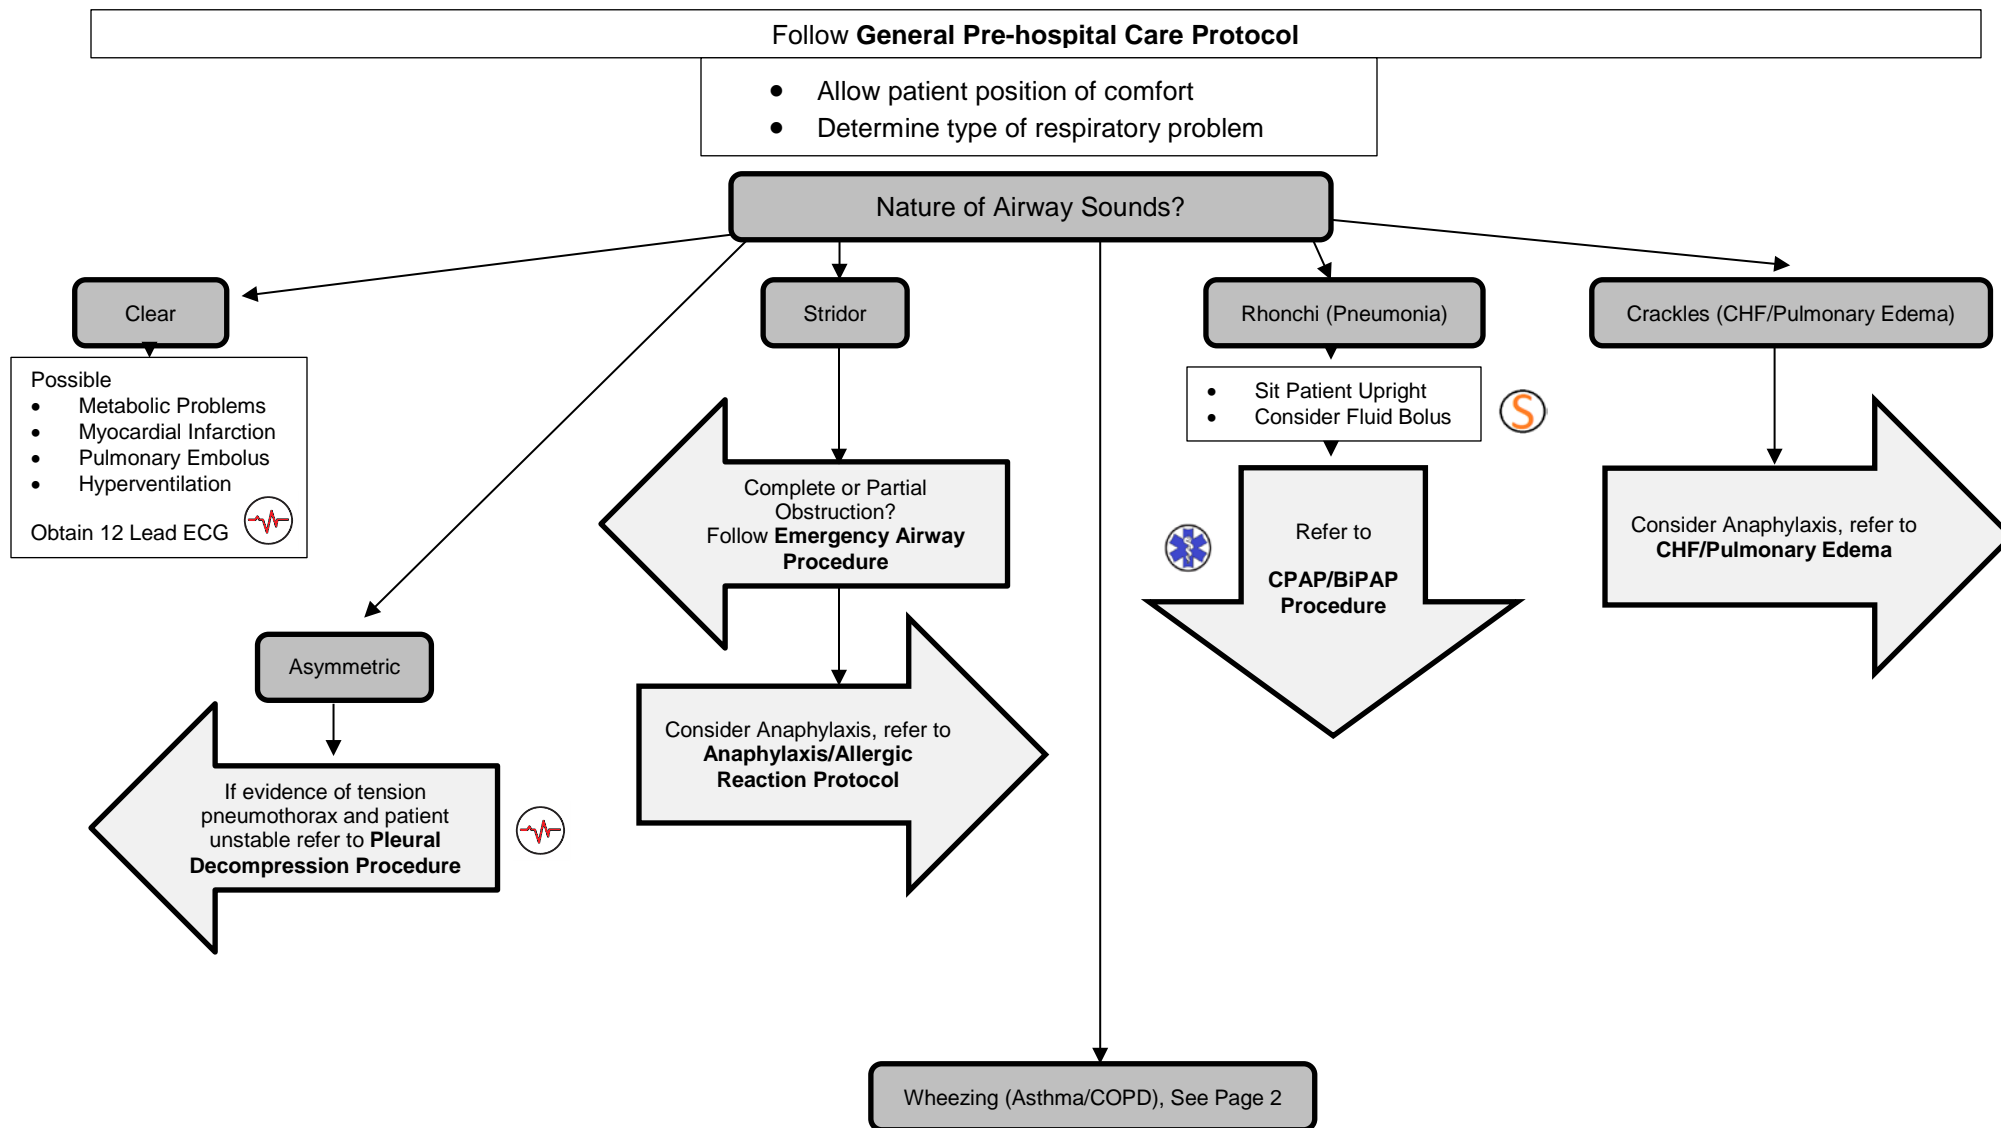 Follow General Pre-hospital Care Protocol
• Allow patient position of comfort
• Determine type of respiratory problem
Nature of Airway Sounds?
Clear
Possible
• Metabolic Problems
• Myocardial Infarction
• Pulmonary Embolus
• Hyperventilation
Obtain 12 Lead ECG
Asymmetric
If evidence of tension
pneumothorax and patient
unstable refer to Pleural
Decompression Procedure
Stridor
Complete or Partial
Obstruction?
Follow Emergency Airway
Procedure
Consider Anaphylaxis, refer to
Anaphylaxis/Allergic
Reaction Protocol
Wheezing (Asthma/COPD), See Page 2
Rhonchi (Pneumonia)
• Sit Patient Upright
• Consider Fluid Bolus
S
Refer to
CPAP/BiPAP
Procedure
Crackles (CHF/Pulmonary Edema)
Consider Anaphylaxis, refer to
CHF/Pulmonary Edema